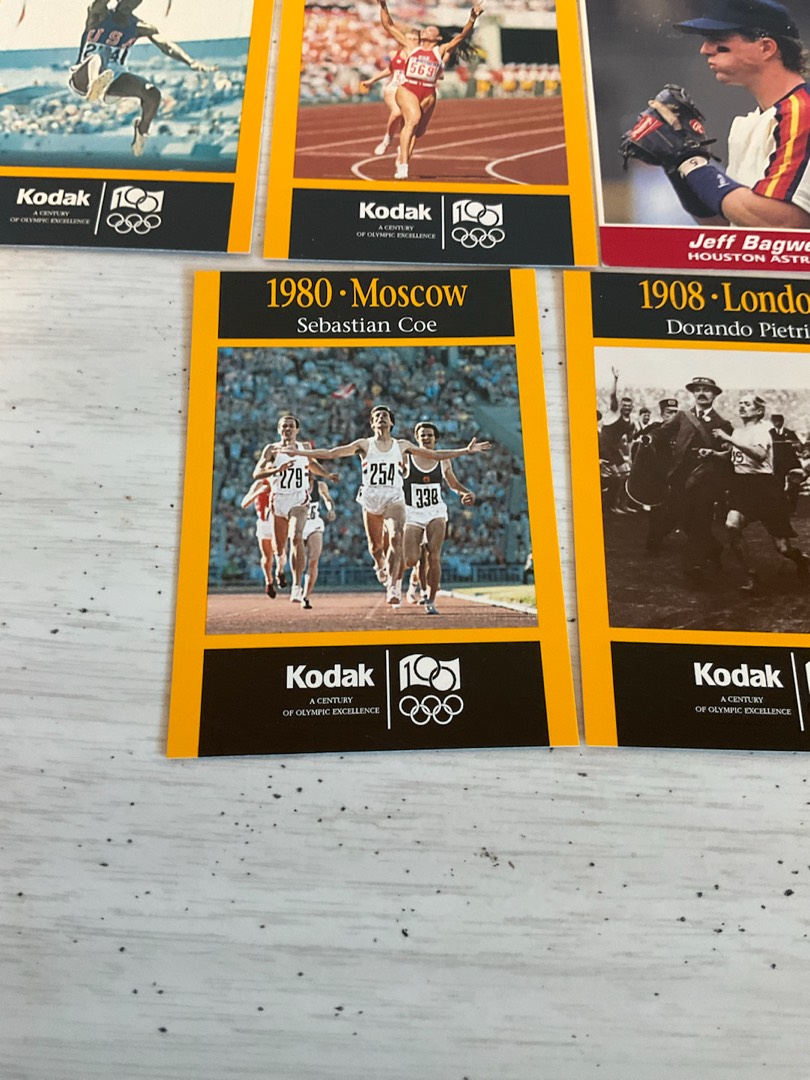 USA
Kodak
100
A CENTURY
OF OLYMPIC EXCELLENCE
569
Kodak
100
A CENTURY
OF OLYMPIC EXCELLENCE
Jeff Bagwe
HOUSTON ASTR
1980 · Moscow
Sebastian Coe
279
254
338
Kodak
100
A CENTURY
OF OLYMPIC EXCELLENCE
1908 · Londo
Dorando Pietri
19
Kodak
A CENTURY
OF OLYMPIC EXCELLENCE